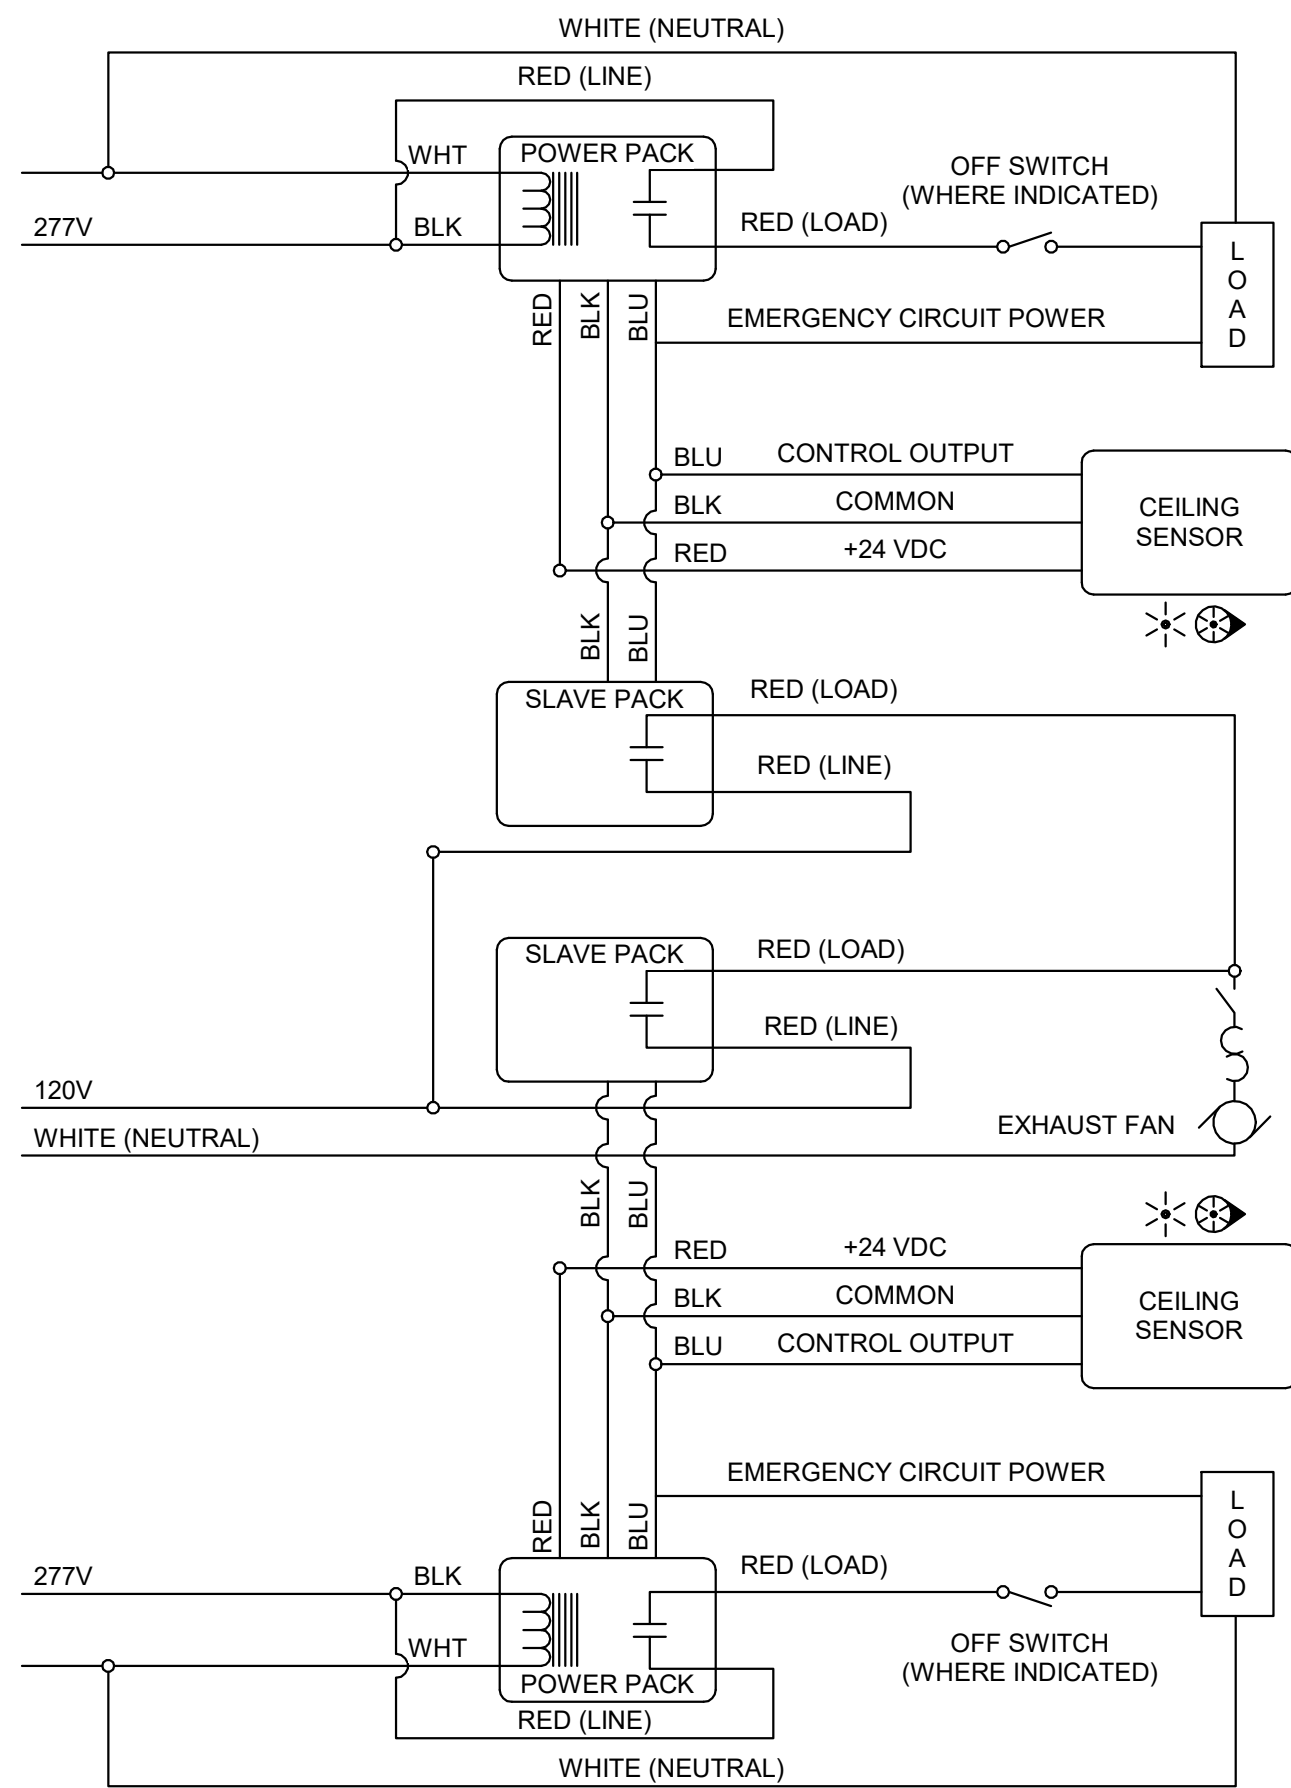 WHITE (NEUTRAL)
RED (LINE)
WHT
POWER PACK
OFF SWITCH
(WHERE INDICATED)
277V
BLK
RED (LOAD)
LOAD
RED
BLK
BLU
EMERGENCY CIRCUIT POWER
BLU
CONTROL OUTPUT
BLK
COMMON
RED
+24 VDC
CEILING
SENSOR
BLK
BLU
SLAVE PACK
RED (LOAD)
RED (LINE)
SLAVE PACK
RED (LOAD)
RED (LINE)
120V
WHITE (NEUTRAL)
EXHAUST FAN
BLK
BLU
RED
+24 VDC
BLK
COMMON
BLU
CONTROL OUTPUT
CEILING
SENSOR
EMERGENCY CIRCUIT POWER
RED
BLK
BLU
LOAD
277V
BLK
RED (LOAD)
WHT
OFF SWITCH
(WHERE INDICATED)
POWER PACK
RED (LINE)
WHITE (NEUTRAL)